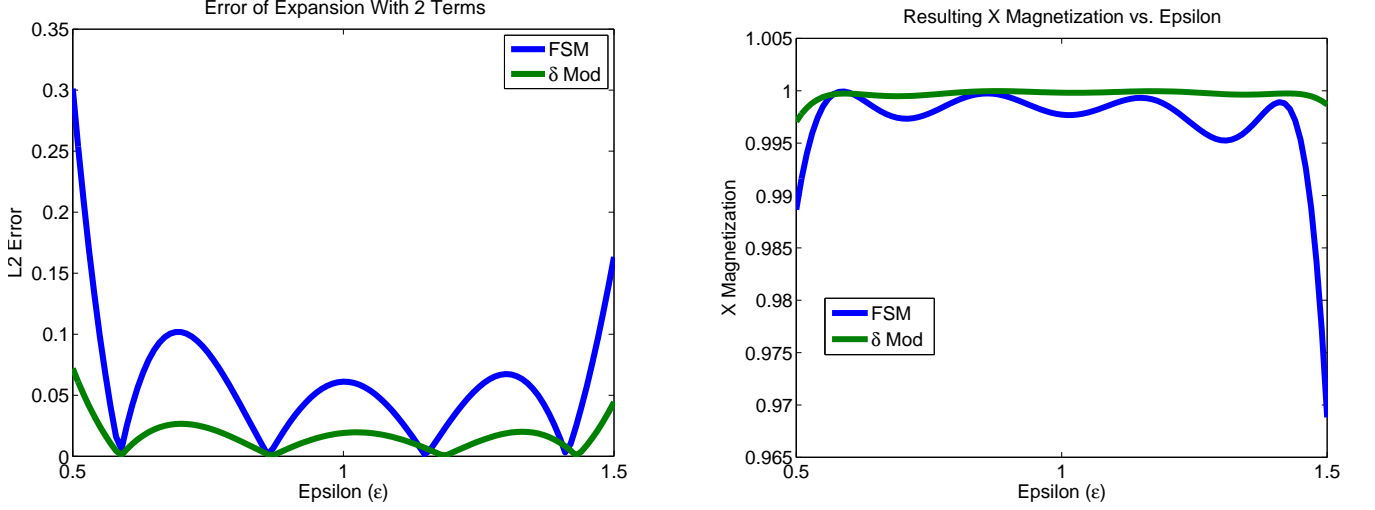 Error of Expansion With 2 Terms
0.35
0.3
0.25
0.2
0.15
0.1
0.05
0
L2 Error
0.5
1
1.5
Epsilon (ε)
FSM
δ Mod
Resulting X Magnetization vs. Epsilon
1.005
1
0.995
0.99
0.985
0.98
0.975
0.97
0.965
X Magnetization
0.5
1
1.5
Epsilon (ε)
FSM
δ Mod